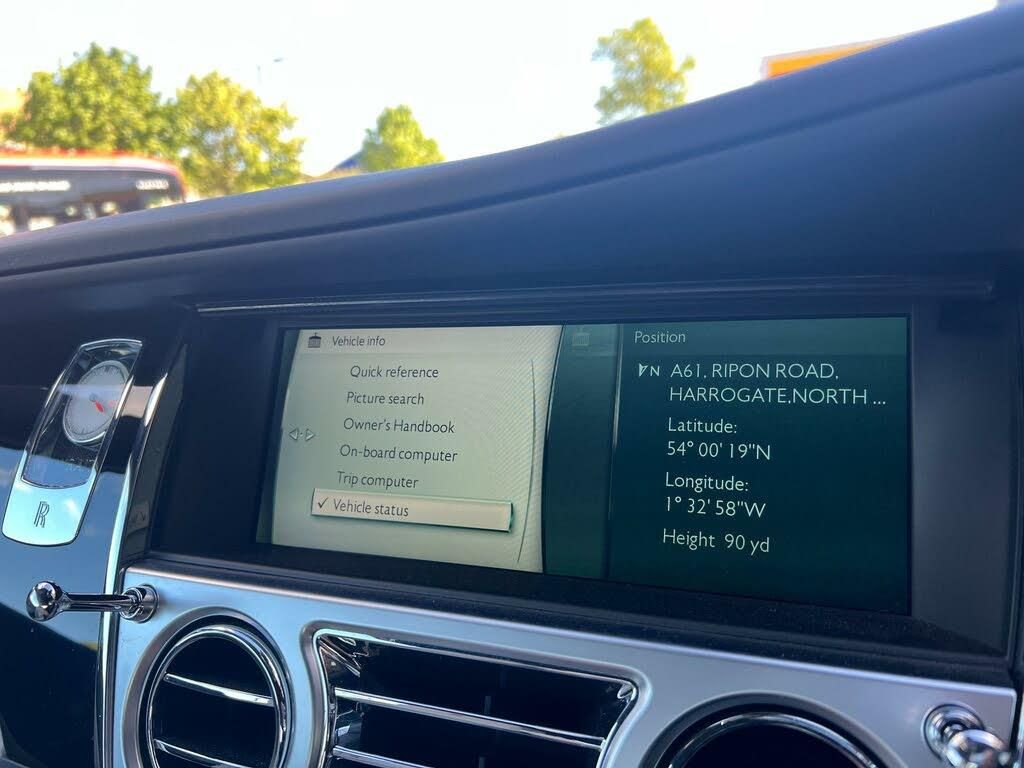 Vehicle info
Quick reference
Picture search
Owner's Handbook
On-board computer
Trip computer
✓ Vehicle status
Position
N A61, RIPON ROAD,
HARROGATE,NORTH ...
Latitude:
54° 00' 19"N
Longitude:
1° 32' 58"W
Height 90 yd
R